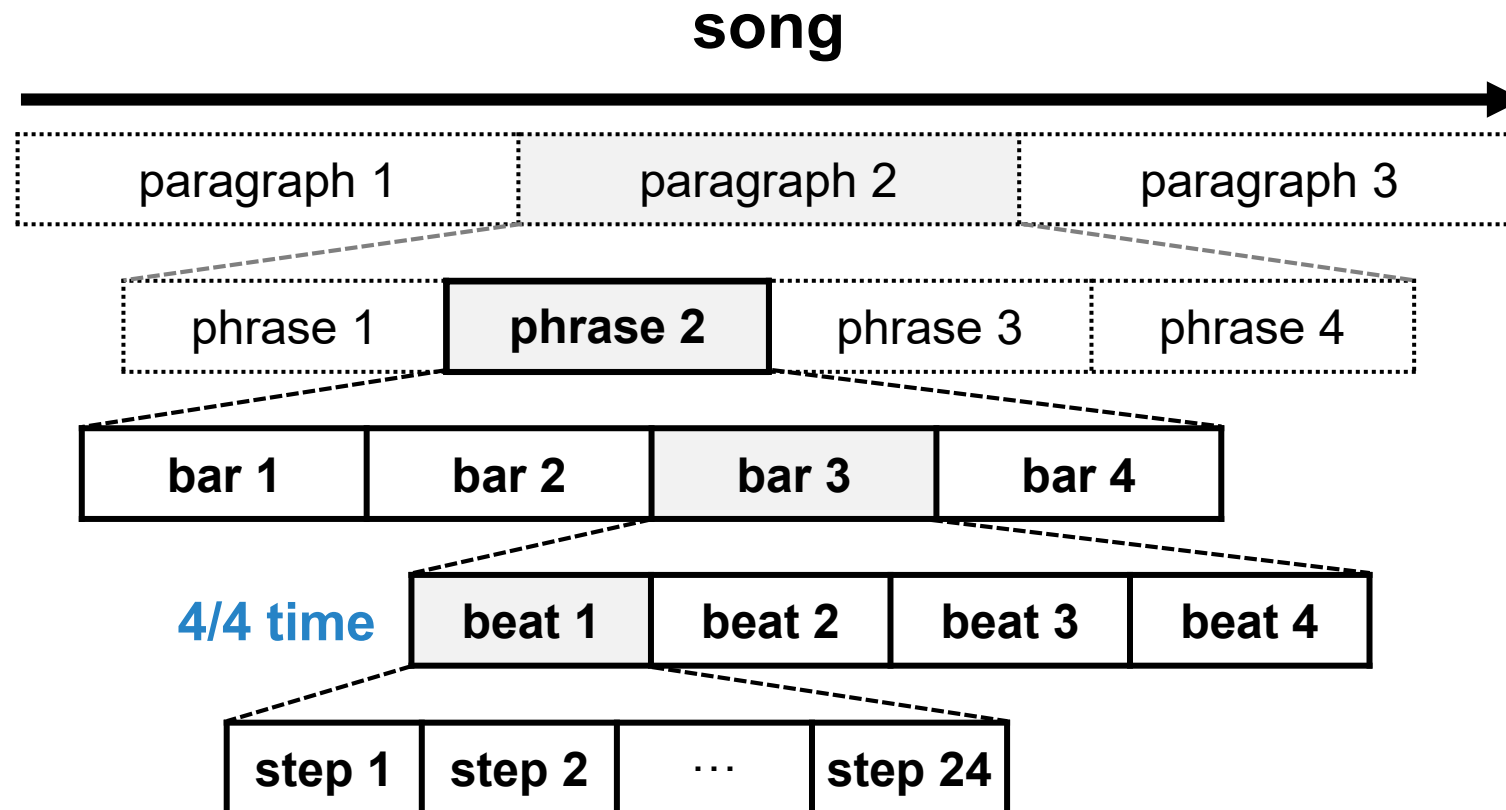 song
paragraph 1 paragraph 2 paragraph 3
phrase 1 phrase 2 phrase 3 phrase 4
bar 1 bar 2 bar 3 bar 4
4/4 time beat 1 beat 2 beat 3 beat 4
step 1 step 2 ... step 24